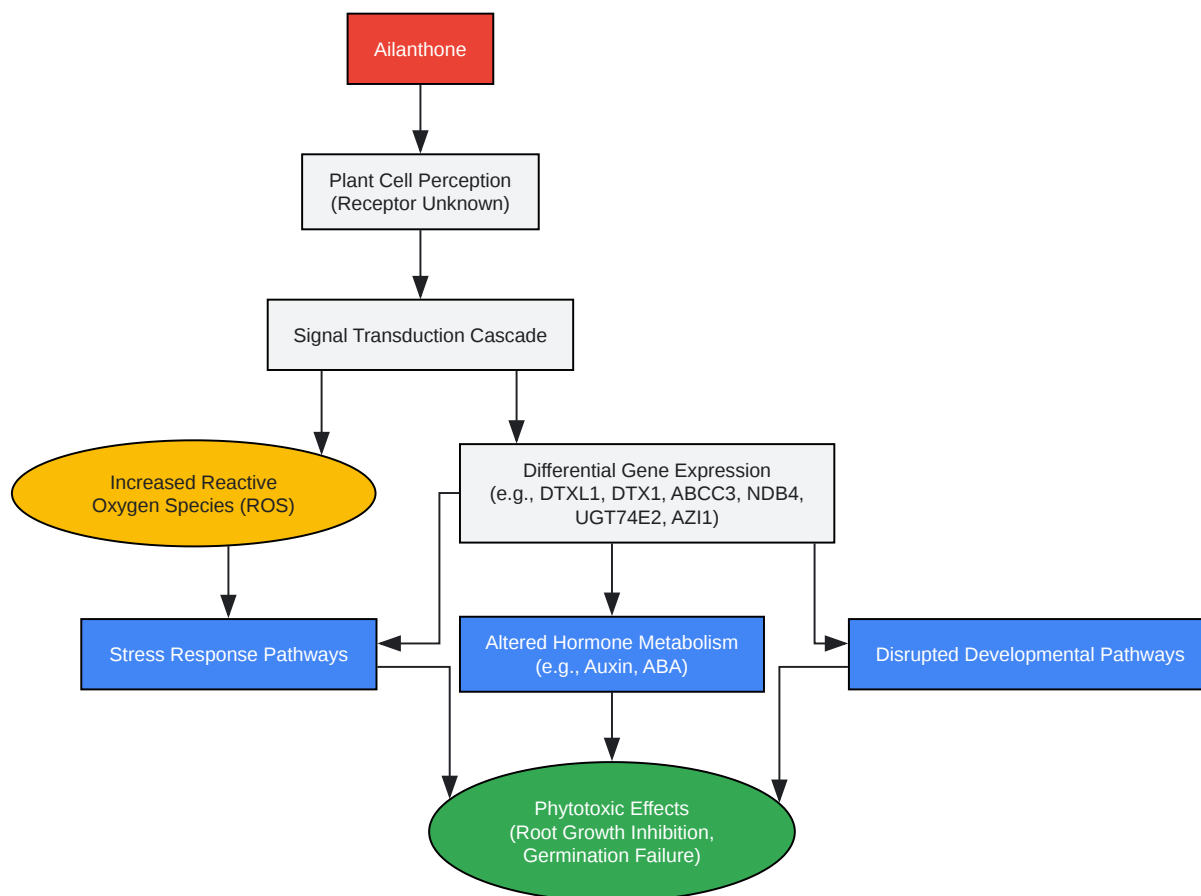 Ailanthone
Plant Cell Perception
(Receptor Unknown)
Signal Transduction Cascade
Increased Reactive
Oxygen Species (ROS)
Differential Gene Expression
(e.g., DTXL1, DTX1, ABCC3, NDB4,
UGT74E2, AZI1)
Stress Response Pathways
Altered Hormone Metabolism
(e.g., Auxin, ABA)
Disrupted Developmental Pathways
Phytotoxic Effects
(Root Growth Inhibition,
Germination Failure)